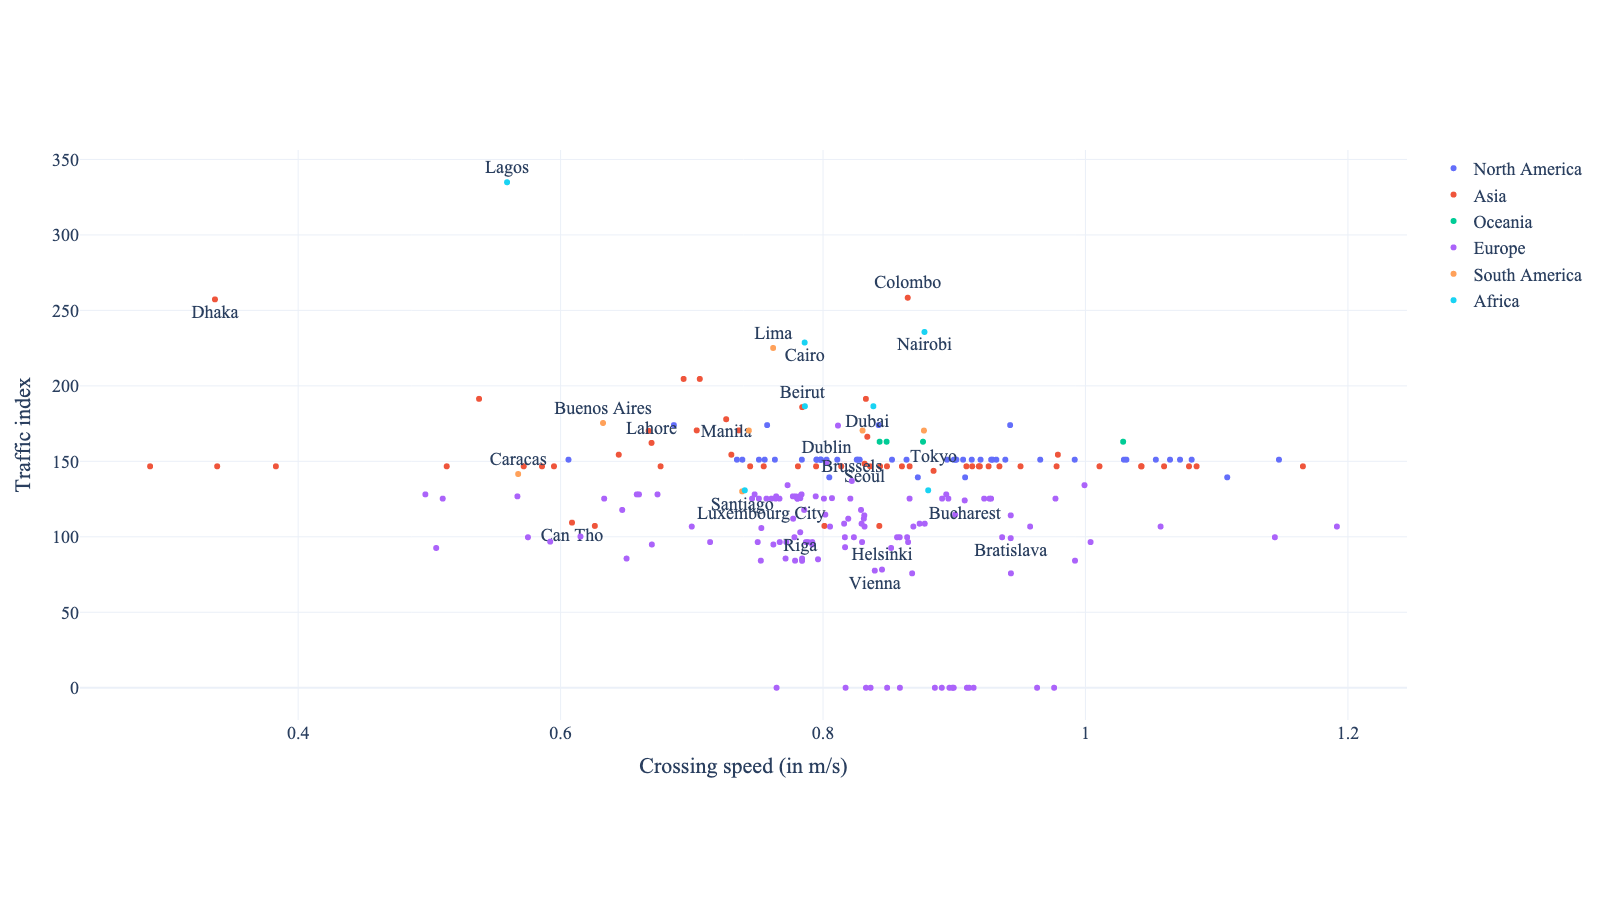 Lagos
Colombo
Dhaka
Lima
Nairobi
Cairo
Beirut
Buenos Aires
Dubai
Lahore
Manila
Dublin
Tokyo
Caracas
Brussels
Seoul
Santiago
Luxembourg City
Bucharest
Can Tho
Riga
Helsinki
Bratislava
Vienna
350
300
250
200
150
100
50
0
0.4
0.6
0.8
1
1.2
Crossing speed (in m/s)
Traffic index
North America
Asia
Oceania
Europe
South America
Africa